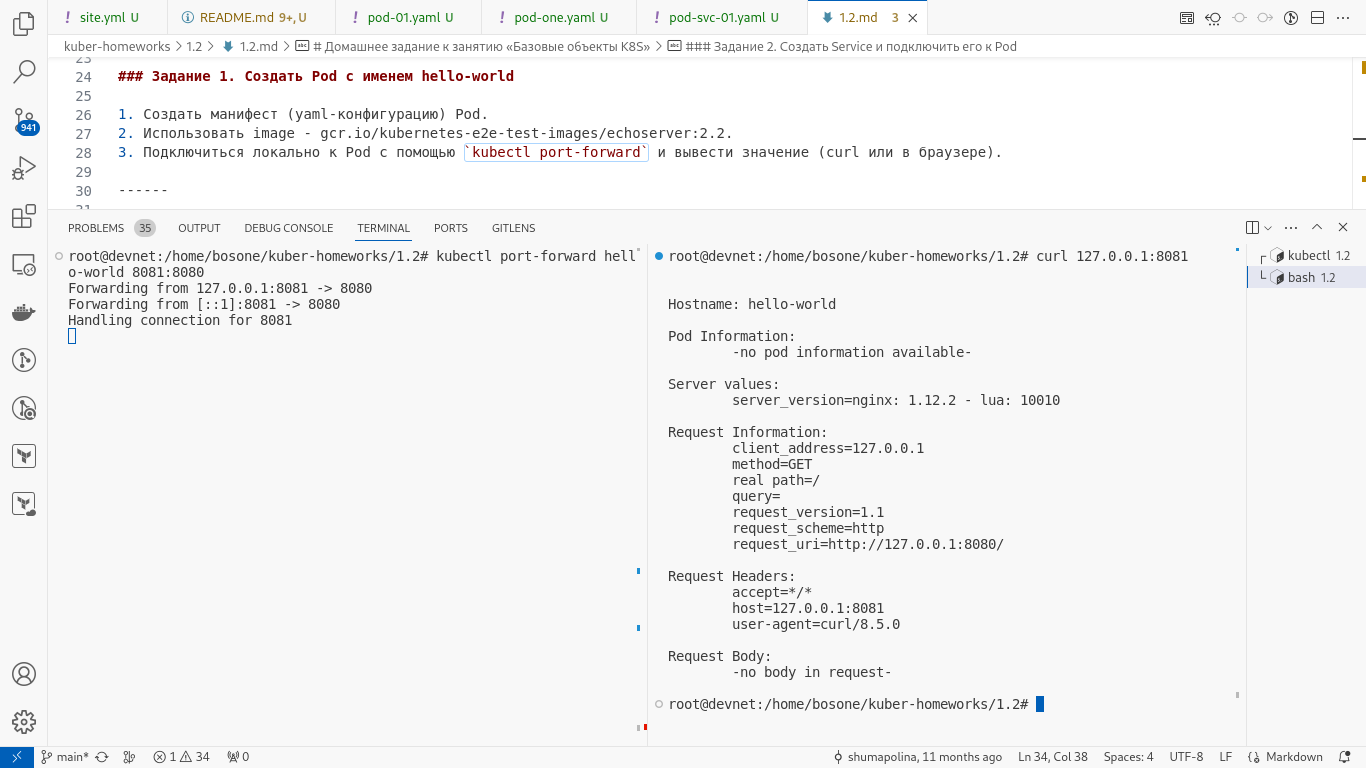 site.yml U
README.md 9+, U
pod-01.yaml U
pod-one.yaml U
pod-svc-01.yaml U
1.2.md 3
kuber-homeworks > 1.2 > 1.2.md > # Домашнее задание к занятию «Базовые объекты K8S» > ### Задание 2. Создать Service и подключить его к Pod
23
24 ### Задание 1. Создать Pod с именем hello-world
25
26 1. Создать манифест (yaml-конфигурацию) Pod.
27 2. Использовать image - gcr.io/kubernetes-e2e-test-images/echoserver:2.2.
28 3. Подключиться локально к Pod с помощью `kubectl port-forward` и вывести значение (curl или в браузере).
29
30 ------
31
941
PROBLEMS 35 OUTPUT DEBUG CONSOLE TERMINAL PORTS GITLENS
root@devnet:/home/bosone/kuber-homeworks/1.2# kubectl port-forward hell
o-world 8081:8080
Forwarding from 127.0.0.1:8081 -> 8080
Forwarding from [::1]:8081 -> 8080
Handling connection for 8081
root@devnet:/home/bosone/kuber-homeworks/1.2# curl 127.0.0.1:8081
Hostname: hello-world
Pod Information:
-no pod information available-
Server values:
server_version=nginx: 1.12.2 - lua: 10010
Request Information:
client_address=127.0.0.1
method=GET
real path=/
query=
request_version=1.1
request_scheme=http
request_uri=http://127.0.0.1:8080/
Request Headers:
accept=*/*
host=127.0.0.1:8081
user-agent=curl/8.5.0
Request Body:
-no body in request-
root@devnet:/home/bosone/kuber-homeworks/1.2#
kubectl 1.2
bash 1.2
main* 1 34 0 shumapolina, 11 months ago Ln 34, Col 38 Spaces: 4 UTF-8 LF Markdown